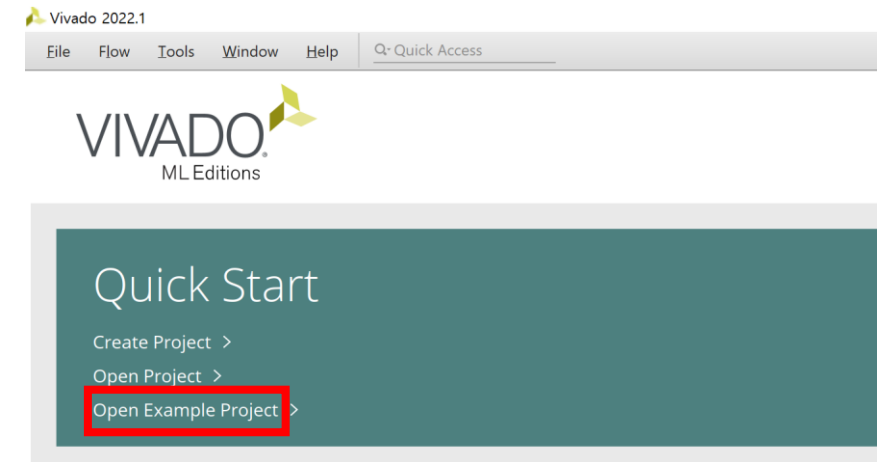 Vivado 2022.1
File Flow Tools Window Help Quick Access
VIVADO.
ML Editions
Quick Start
Create Project >
Open Project >
Open Example Project >